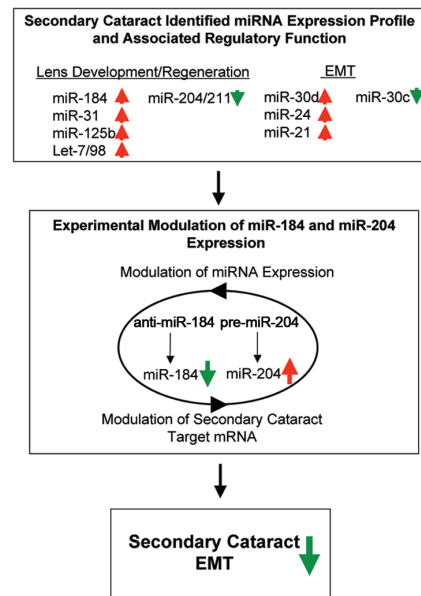 Secondary Cataract Identified miRNA Expression Profile
and Associated Regulatory Function
Lens Development/Regeneration
EMT
miR-184
miR-204/211
miR-30d
miR-30c
miR-31
miR-24
miR-125b
miR-21
Let-7/98
Experimental Modulation of miR-184 and miR-204
Expression
Modulation of miRNA Expression
anti-miR-184 pre-miR-204
miR-184
miR-204
Modulation of Secondary Cataract
Target mRNA
Secondary Cataract
EMT